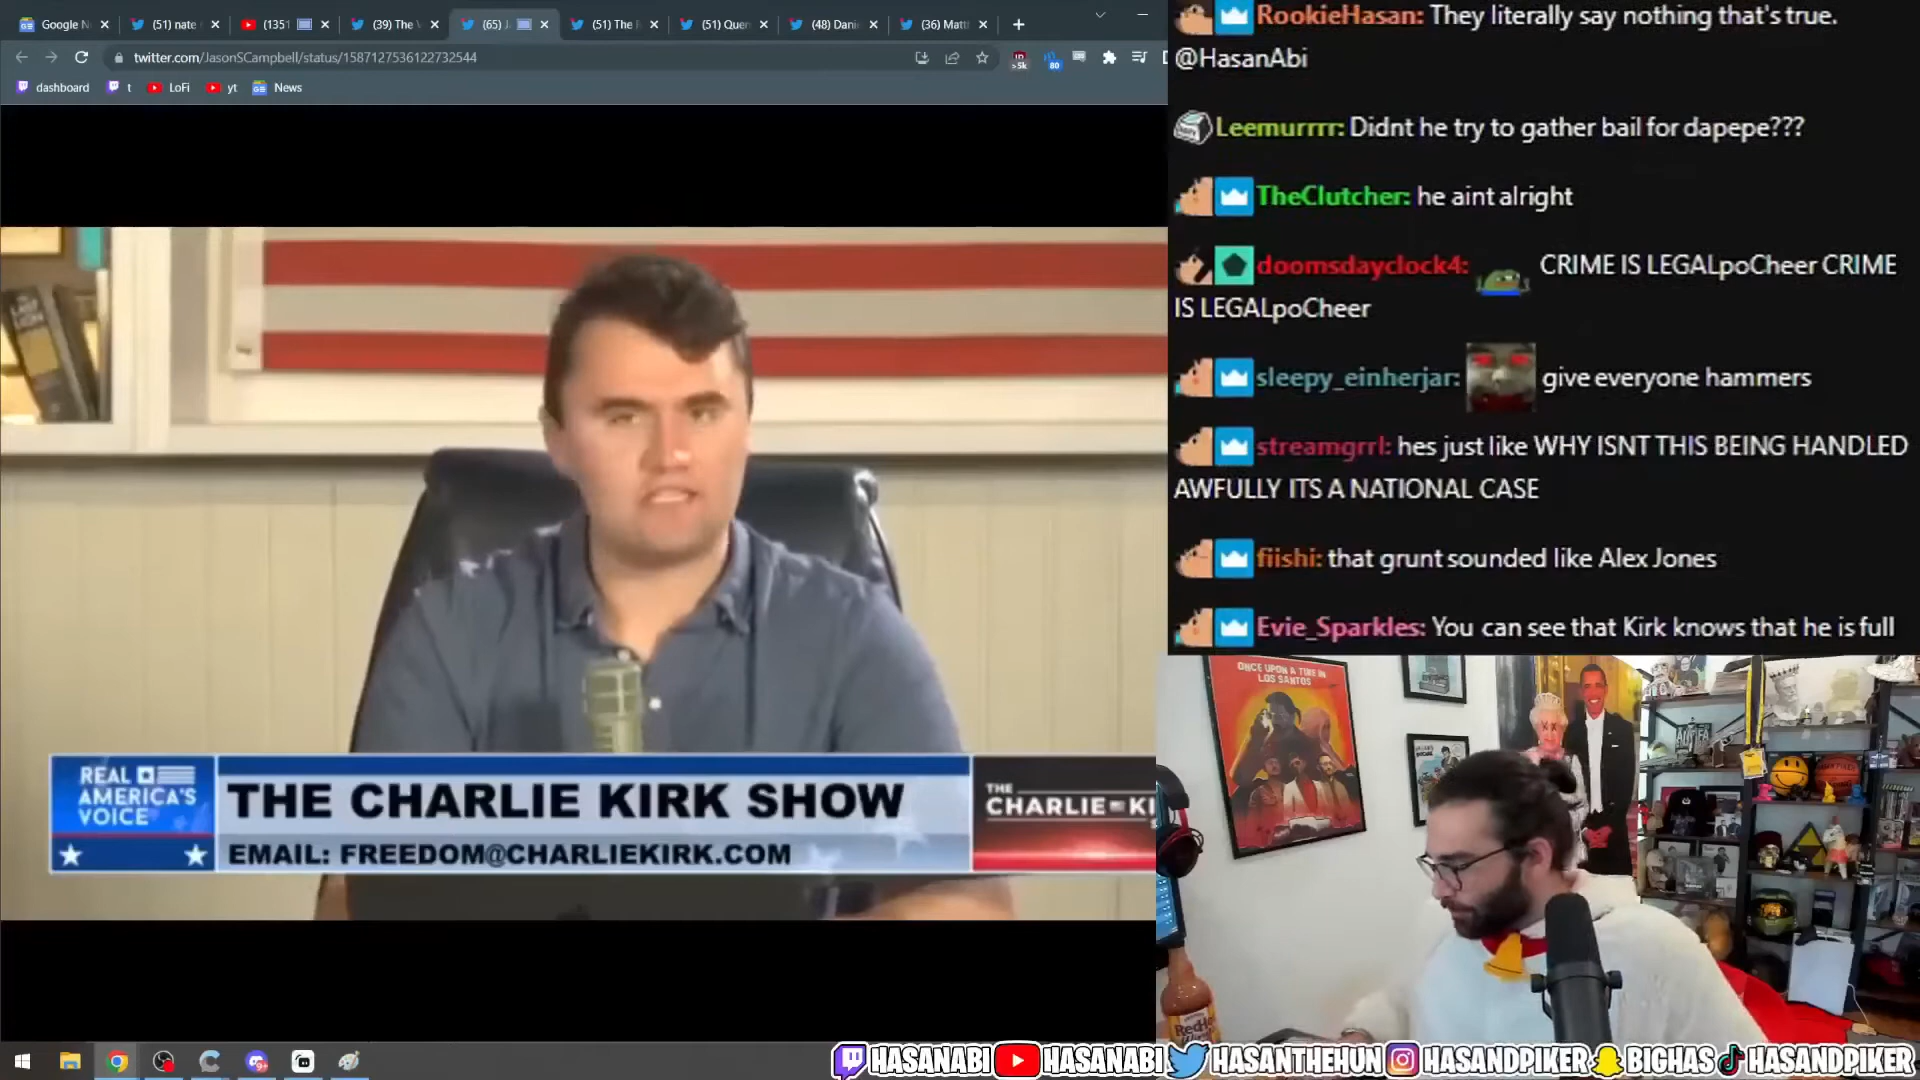 Google N
(51) nate
(1351
(39) The V
(65) J
(51) The
(51) Quer
(48) Dani
(36) Matt
twitter.com/JasonSCampbell/status/1587127536122732544
>5k
80
dashboard
t
LoFi
yt
News
RookieHasan: They literally say nothing that's true.
@HasanAbi
Leemurrrr: Didnt he try to gather bail for dapepe???
TheClutcher: he aint alright
doomsdayclock4: CRIME IS LEGALpoCheer CRIME
IS LEGALpoCheer
sleepy_einherjar: give everyone hammers
streamgrrl: hes just like WHY ISNT THIS BEING HANDLED
AWFULLY ITS A NATIONAL CASE
fiishi: that grunt sounded like Alex Jones
Evie_Sparkles: You can see that Kirk knows that he is full
REAL
AMERICA'S
VOICE
THE CHARLIE KIRK SHOW
EMAIL: FREEDOM@CHARLIEKIRK.COM
THE
CHARLIE KI
ONCE UPON A TIME IN
LOS SANTOS
HASANABI
HASANABI
HASANTHEHUN
HASANDPIKER
BIGHAS
HASANDPIKER